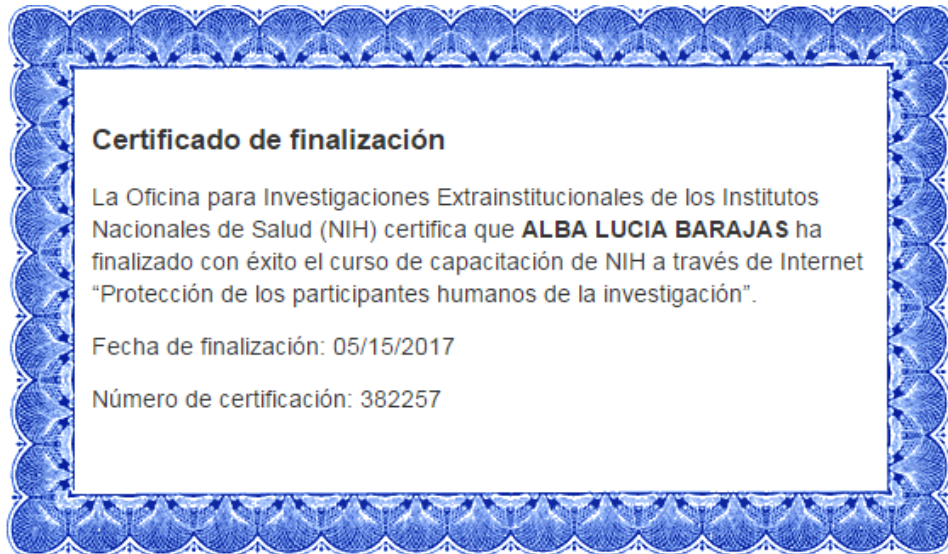 Certificado de finalización
La Oficina para Investigaciones Extrainstitucionales de los Institutos
Nacionales de Salud (NIH) certifica que ALBA LUCIA BARAJAS ha
finalizado con éxito el curso de capacitación de NIH a través de Internet
“Protección de los participantes humanos de la investigación”.
Fecha de finalización: 05/15/2017
Número de certificación: 382257